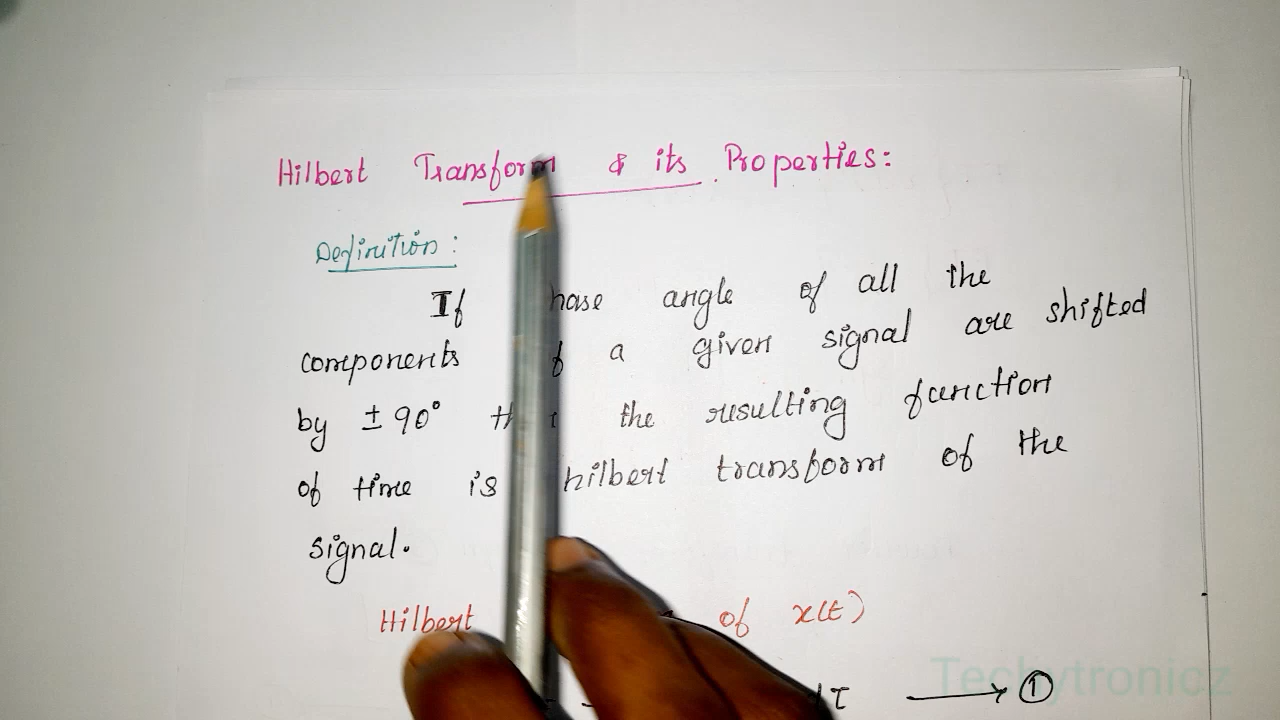 Hilbert Transform & its Properties:
Definition:
If hase angle of all the
components f a given signal are shifted
by ± 90° the resulting function
of time is hilbert transform of the
signal.
Hilbert of x(t)
dτ ⟶ ①
Techytronicz